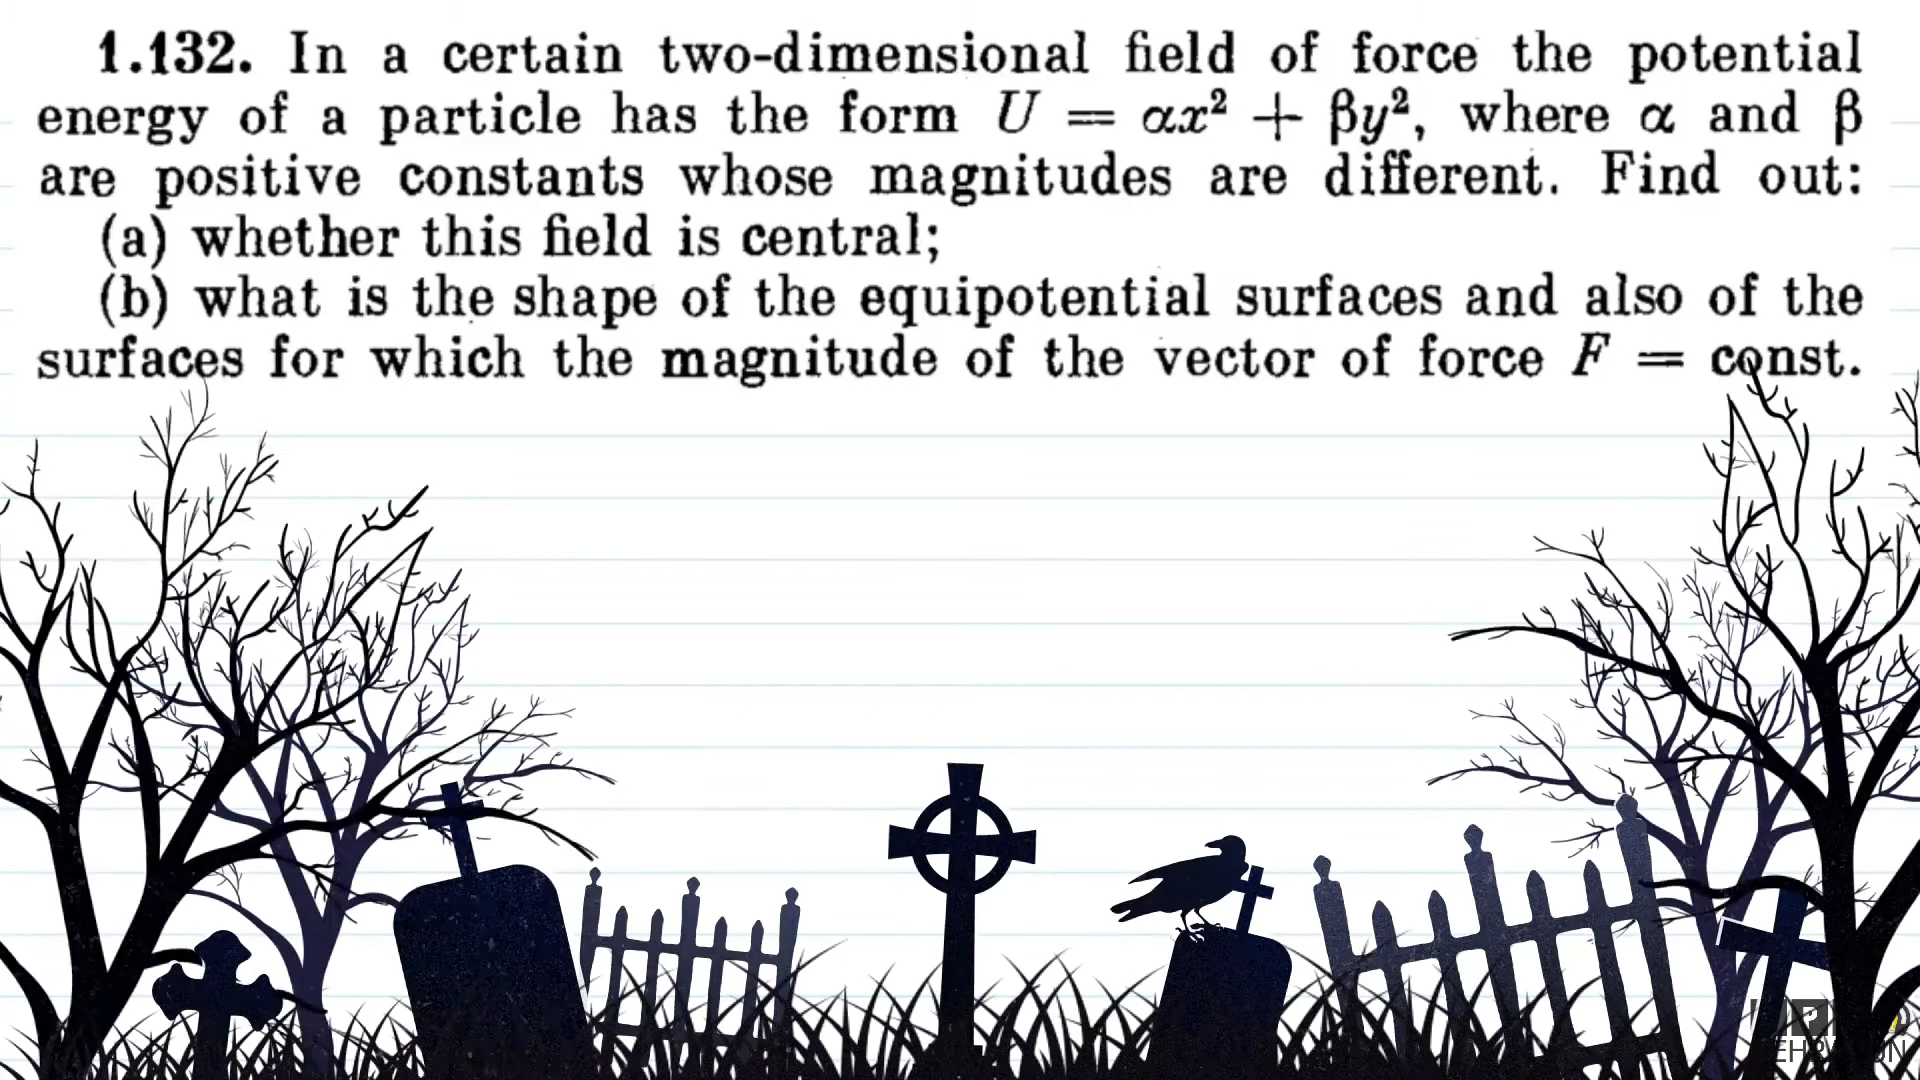 1.132. In a certain two-dimensional field of force the potential
energy of a particle has the form U = αx² + βy², where α and β
are positive constants whose magnitudes are different. Find out:
(a) whether this field is central;
(b) what is the shape of the equipotential surfaces and also of the
surfaces for which the magnitude of the vector of force F = const.